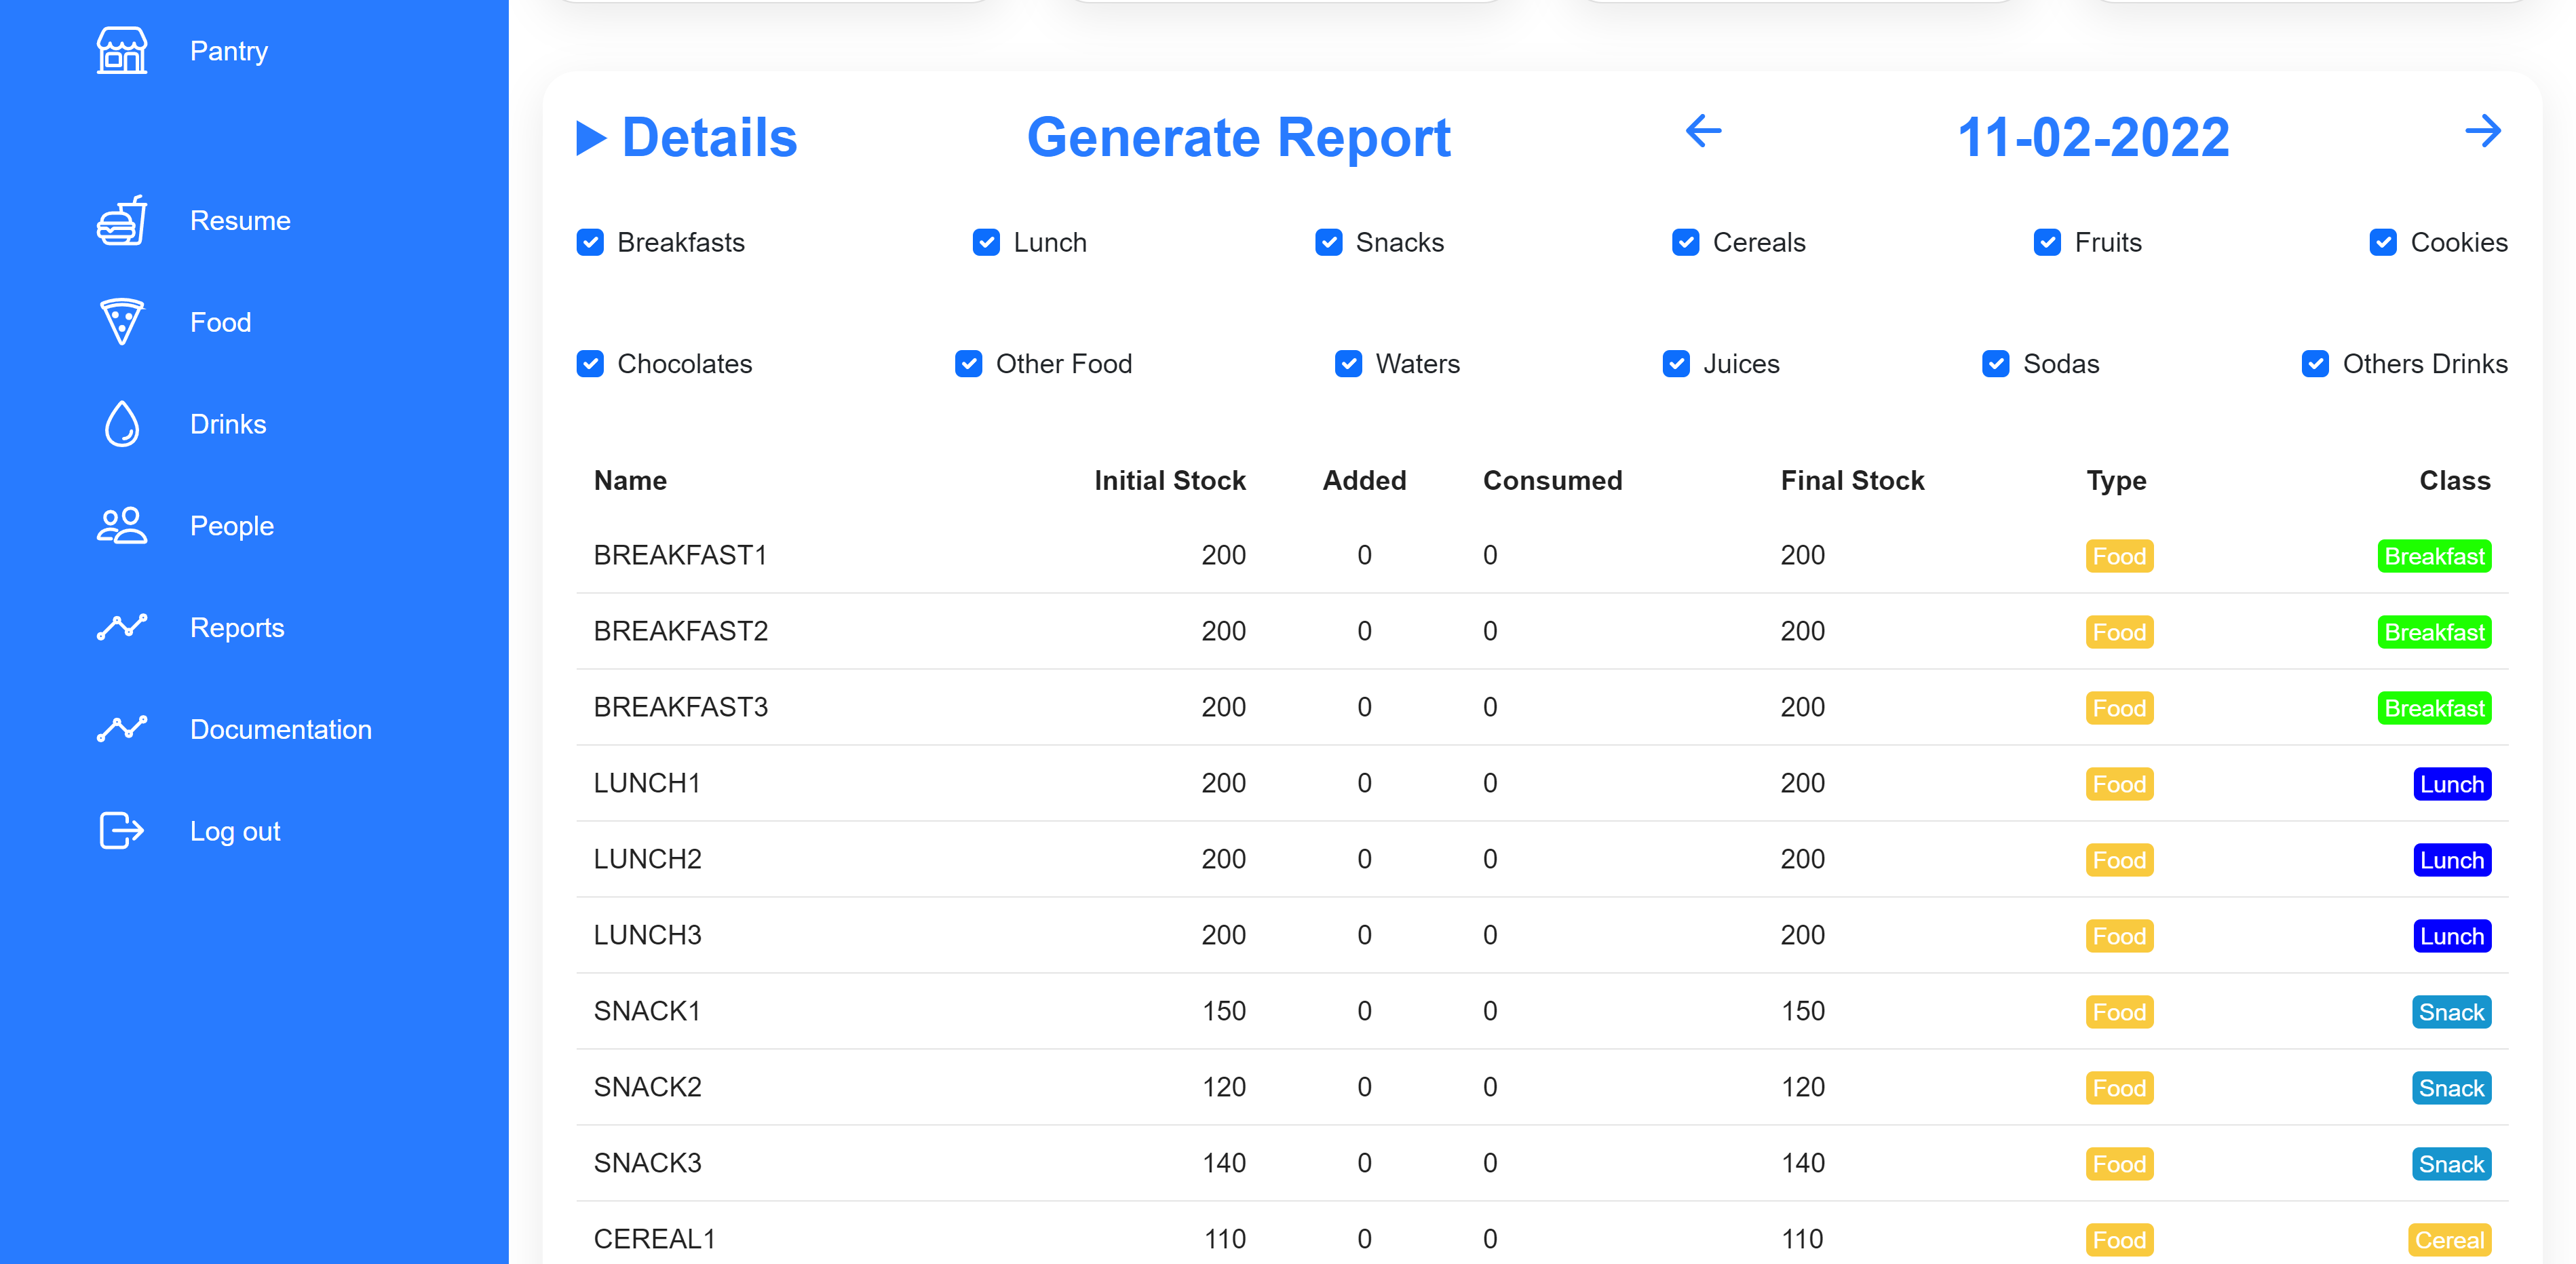 Pantry
Resume
Food
Drinks
People
Reports
Documentation
Log out
Details Generate Report 11-02-2022
Breakfasts Lunch Snacks Cereals Fruits Cookies
Chocolates Other Food Waters Juices Sodas Others Drinks
Name Initial Stock Added Consumed Final Stock Type Class
BREAKFAST1 200 0 0 200 Food Breakfast
BREAKFAST2 200 0 0 200 Food Breakfast
BREAKFAST3 200 0 0 200 Food Breakfast
LUNCH1 200 0 0 200 Food Lunch
LUNCH2 200 0 0 200 Food Lunch
LUNCH3 200 0 0 200 Food Lunch
SNACK1 150 0 0 150 Food Snack
SNACK2 120 0 0 120 Food Snack
SNACK3 140 0 0 140 Food Snack
CEREAL1 110 0 0 110 Food Cereal